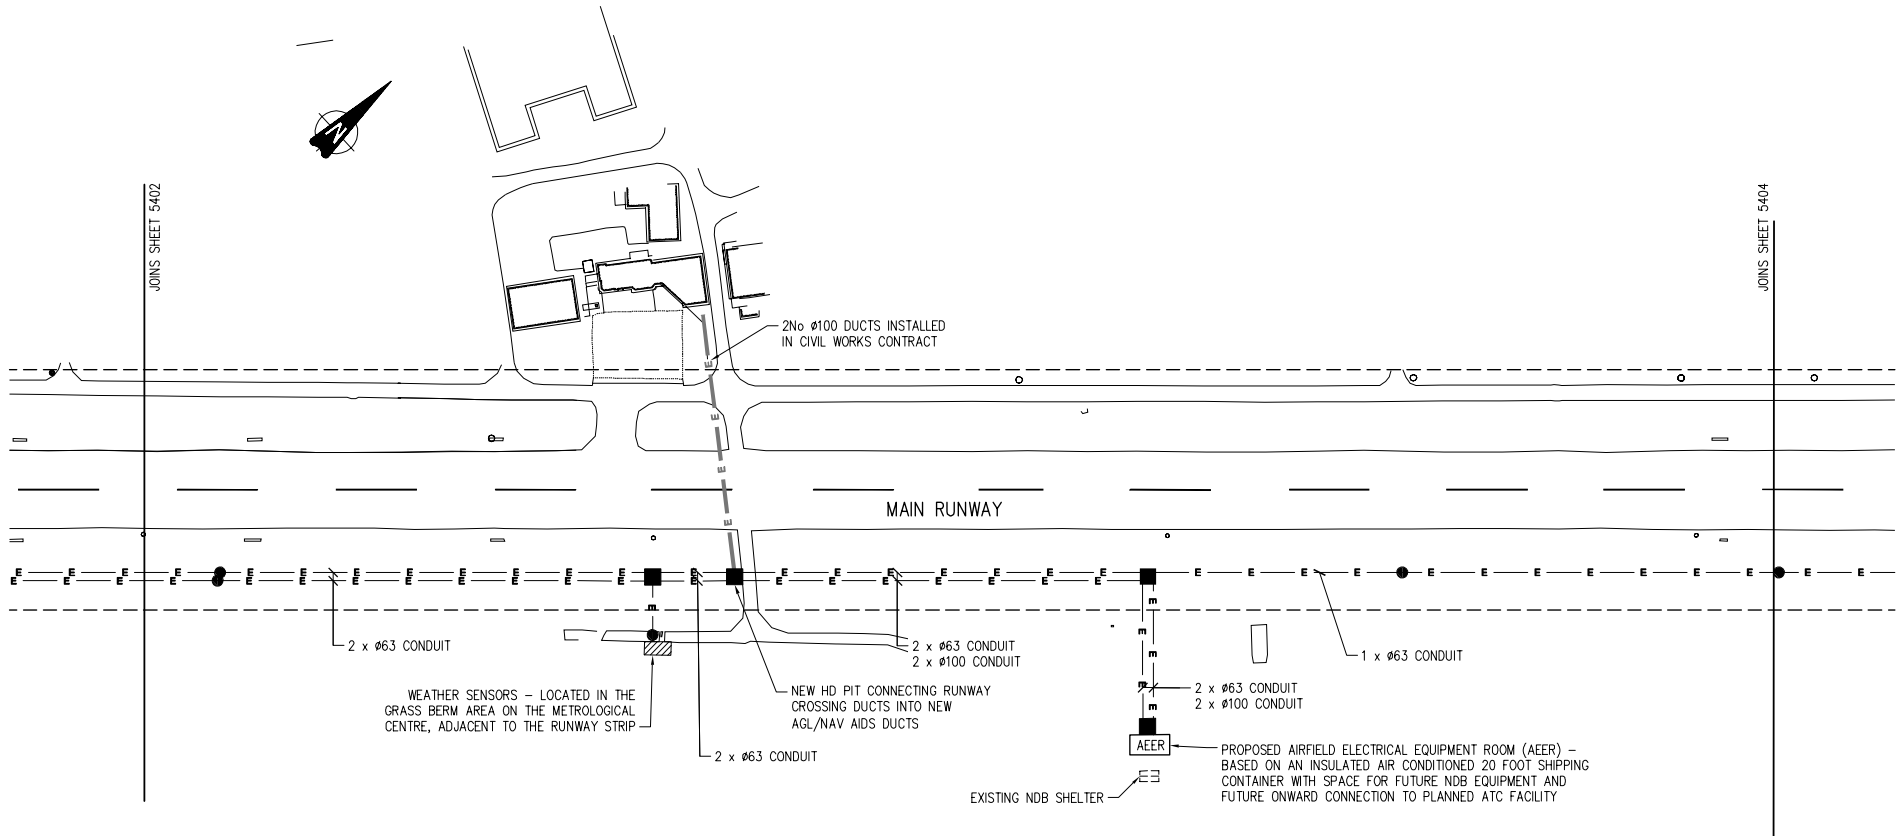 N
JOINS SHEET 5402
JOINS SHEET 5404
2No Ø100 DUCTS INSTALLED
IN CIVIL WORKS CONTRACT
E
E
E
E
MAIN RUNWAY
E E E E E E E E E E E E E E E E E E E E E E E E E E E E E E E E
E E E E E E E E E E E E E E E E E E E E E
E
E
E
E
E
E
E
2 x Ø63 CONDUIT
2 x Ø63 CONDUIT
2 x Ø100 CONDUIT
1 x Ø63 CONDUIT
WEATHER SENSORS – LOCATED IN THE
GRASS BERM AREA ON THE METROLOGICAL
CENTRE, ADJACENT TO THE RUNWAY STRIP
NEW HD PIT CONNECTING RUNWAY
CROSSING DUCTS INTO NEW
AGL/NAV AIDS DUCTS
2 x Ø63 CONDUIT
2 x Ø100 CONDUIT
2 x Ø63 CONDUIT
AEER
PROPOSED AIRFIELD ELECTRICAL EQUIPMENT ROOM (AEER) –
BASED ON AN INSULATED AIR CONDITIONED 20 FOOT SHIPPING
CONTAINER WITH SPACE FOR FUTURE NDB EQUIPMENT AND
FUTURE ONWARD CONNECTION TO PLANNED ATC FACILITY
EXISTING NDB SHELTER